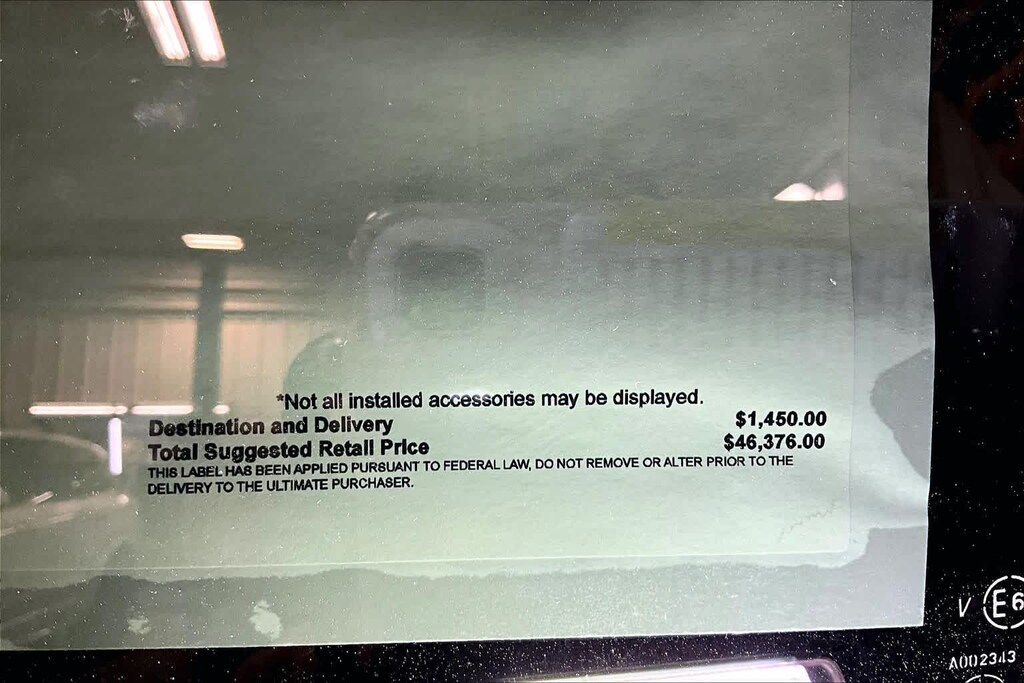 *Not all installed accessories may be displayed.
Destination and Delivery $1,450.00
Total Suggested Retail Price $46,376.00
THIS LABEL HAS BEEN APPLIED PURSUANT TO FEDERAL LAW, DO NOT REMOVE OR ALTER PRIOR TO THE
DELIVERY TO THE ULTIMATE PURCHASER.
V E6
A002343